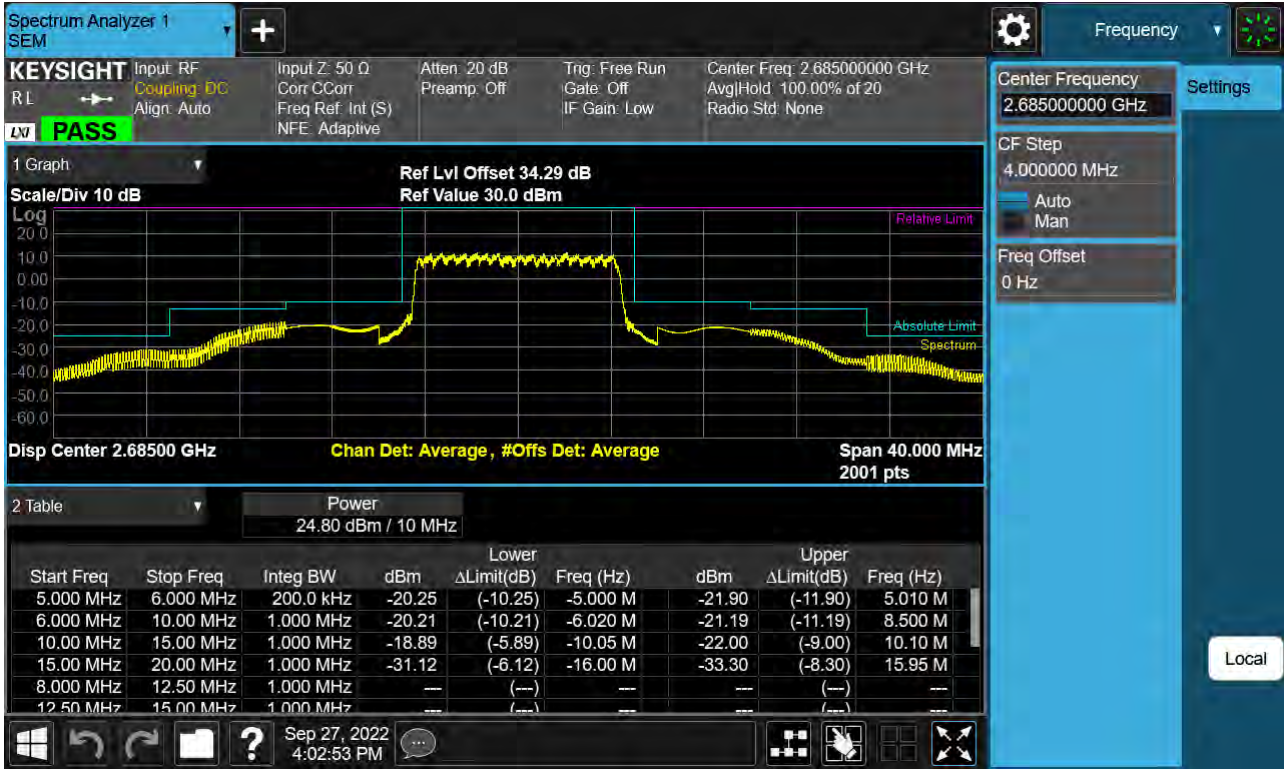 Spectrum Analyzer 1
SEM
Frequency
KEYSIGHT
RL
LXI
PASS
Input: RF
Coupling: DC
Align: Auto
Input Z: 50 Ω
Corr CCorr
Freq Ref: Int (S)
NFE: Adaptive
Atten: 20 dB
Preamp: Off
Trig: Free Run
Gate: Off
IF Gain: Low
Center Freq: 2.685000000 GHz
Avg|Hold: 100.00% of 20
Radio Std: None
Center Frequency
2.685000000 GHz
Settings
CF Step
4.000000 MHz
Auto
Man
Freq Offset
0 Hz
Local
1 Graph
Ref Lvl Offset 34.29 dB
Scale/Div 10 dB
Ref Value 30.0 dBm
Log
20.0
10.0
0.00
-10.0
-20.0
-30.0
-40.0
-50.0
-60.0
Relative Limit
Absolute Limit
Spectrum
Disp Center 2.68500 GHz
Chan Det: Average , #Offs Det: Average
Span 40.000 MHz
2001 pts
2 Table
Power
24.80 dBm / 10 MHz
Lower Upper
Start Freq Stop Freq Integ BW dBm ΔLimit(dB) Freq (Hz) dBm ΔLimit(dB) Freq (Hz)
5.000 MHz 6.000 MHz 200.0 kHz -20.25 (-10.25) -5.000 M -21.90 (-11.90) 5.010 M
6.000 MHz 10.00 MHz 1.000 MHz -20.21 (-10.21) -6.020 M -21.19 (-11.19) 8.500 M
10.00 MHz 15.00 MHz 1.000 MHz -18.89 (-5.89) -10.05 M -22.00 (-9.00) 10.10 M
15.00 MHz 20.00 MHz 1.000 MHz -31.12 (-6.12) -16.00 M -33.30 (-8.30) 15.95 M
8.000 MHz 12.50 MHz 1.000 MHz --- (---) --- --- (---) ---
12.50 MHz 15.00 MHz 1.000 MHz --- (---) --- --- (---) ---
Sep 27, 2022
4:02:53 PM